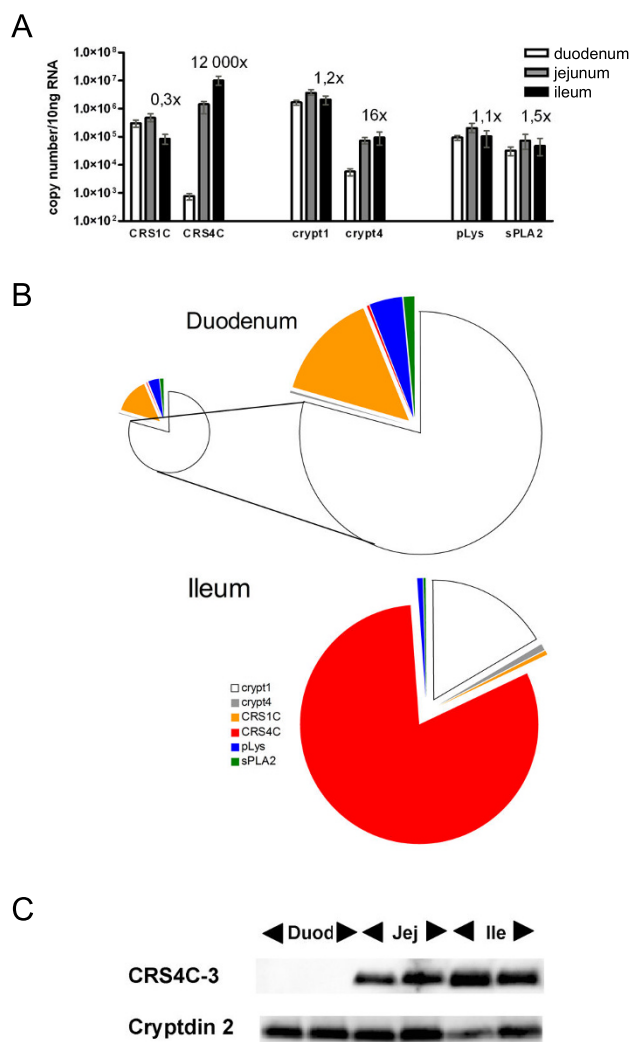 A
1.0×10⁸
1.0×10⁷
1.0×10⁶
1.0×10⁵
1.0×10⁴
1.0×10³
1.0×10²
copy number/10ng RNA
0,3x
12 000x
1,2x
16x
1,1x
1,5x
duodenum
jejunum
ileum
CRS1C CRS4C crypt1 crypt4 pLys sPLA2
B
Duodenum
Ileum
crypt1
crypt4
CRS1C
CRS4C
pLys
sPLA2
C
Duod Jej Ile
CRS4C-3
Cryptdin 2